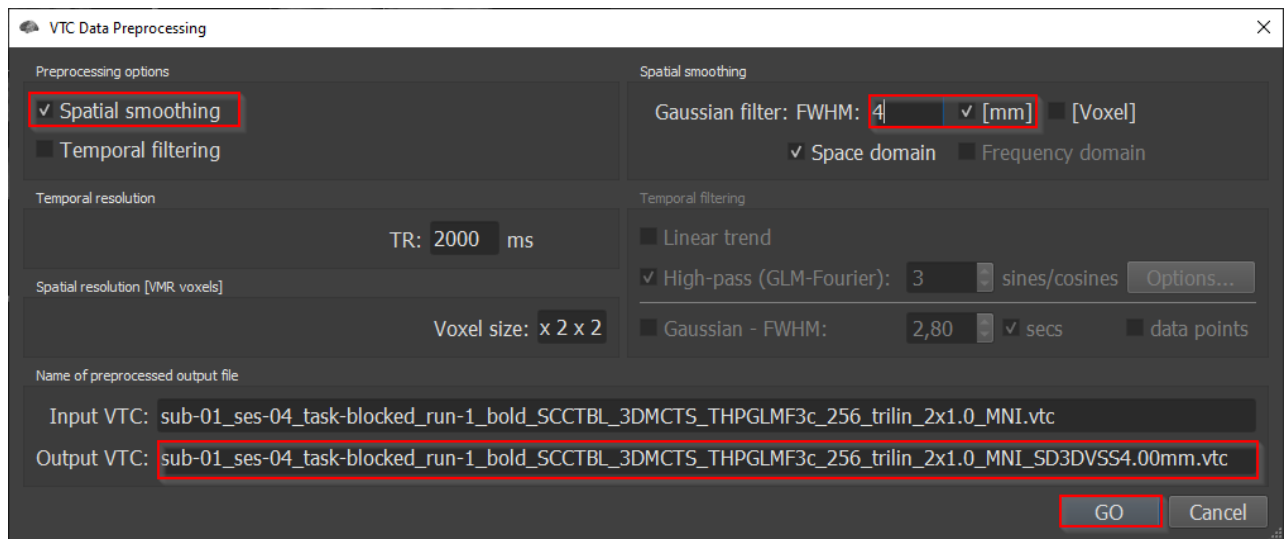 VTC Data Preprocessing
Preprocessing options
Spatial smoothing
Temporal filtering
Spatial smoothing
Gaussian filter: FWHM: 4 [mm] [Voxel]
Space domain Frequency domain
Temporal resolution
TR: 2000 ms
Spatial resolution [VMR voxels]
Voxel size: x 2 x 2
Temporal filtering
Linear trend
High-pass (GLM-Fourier): 3 sines/cosines Options...
Gaussian - FWHM: 2,80 secs data points
Name of preprocessed output file
Input VTC: sub-01_ses-04_task-blocked_run-1_bold_SCCTBL_3DMCTS_THPGLMF3c_256_trilin_2x1.0_MNI.vtc
Output VTC: sub-01_ses-04_task-blocked_run-1_bold_SCCTBL_3DMCTS_THPGLMF3c_256_trilin_2x1.0_MNI_SD3DVSS4.00mm.vtc
GO Cancel